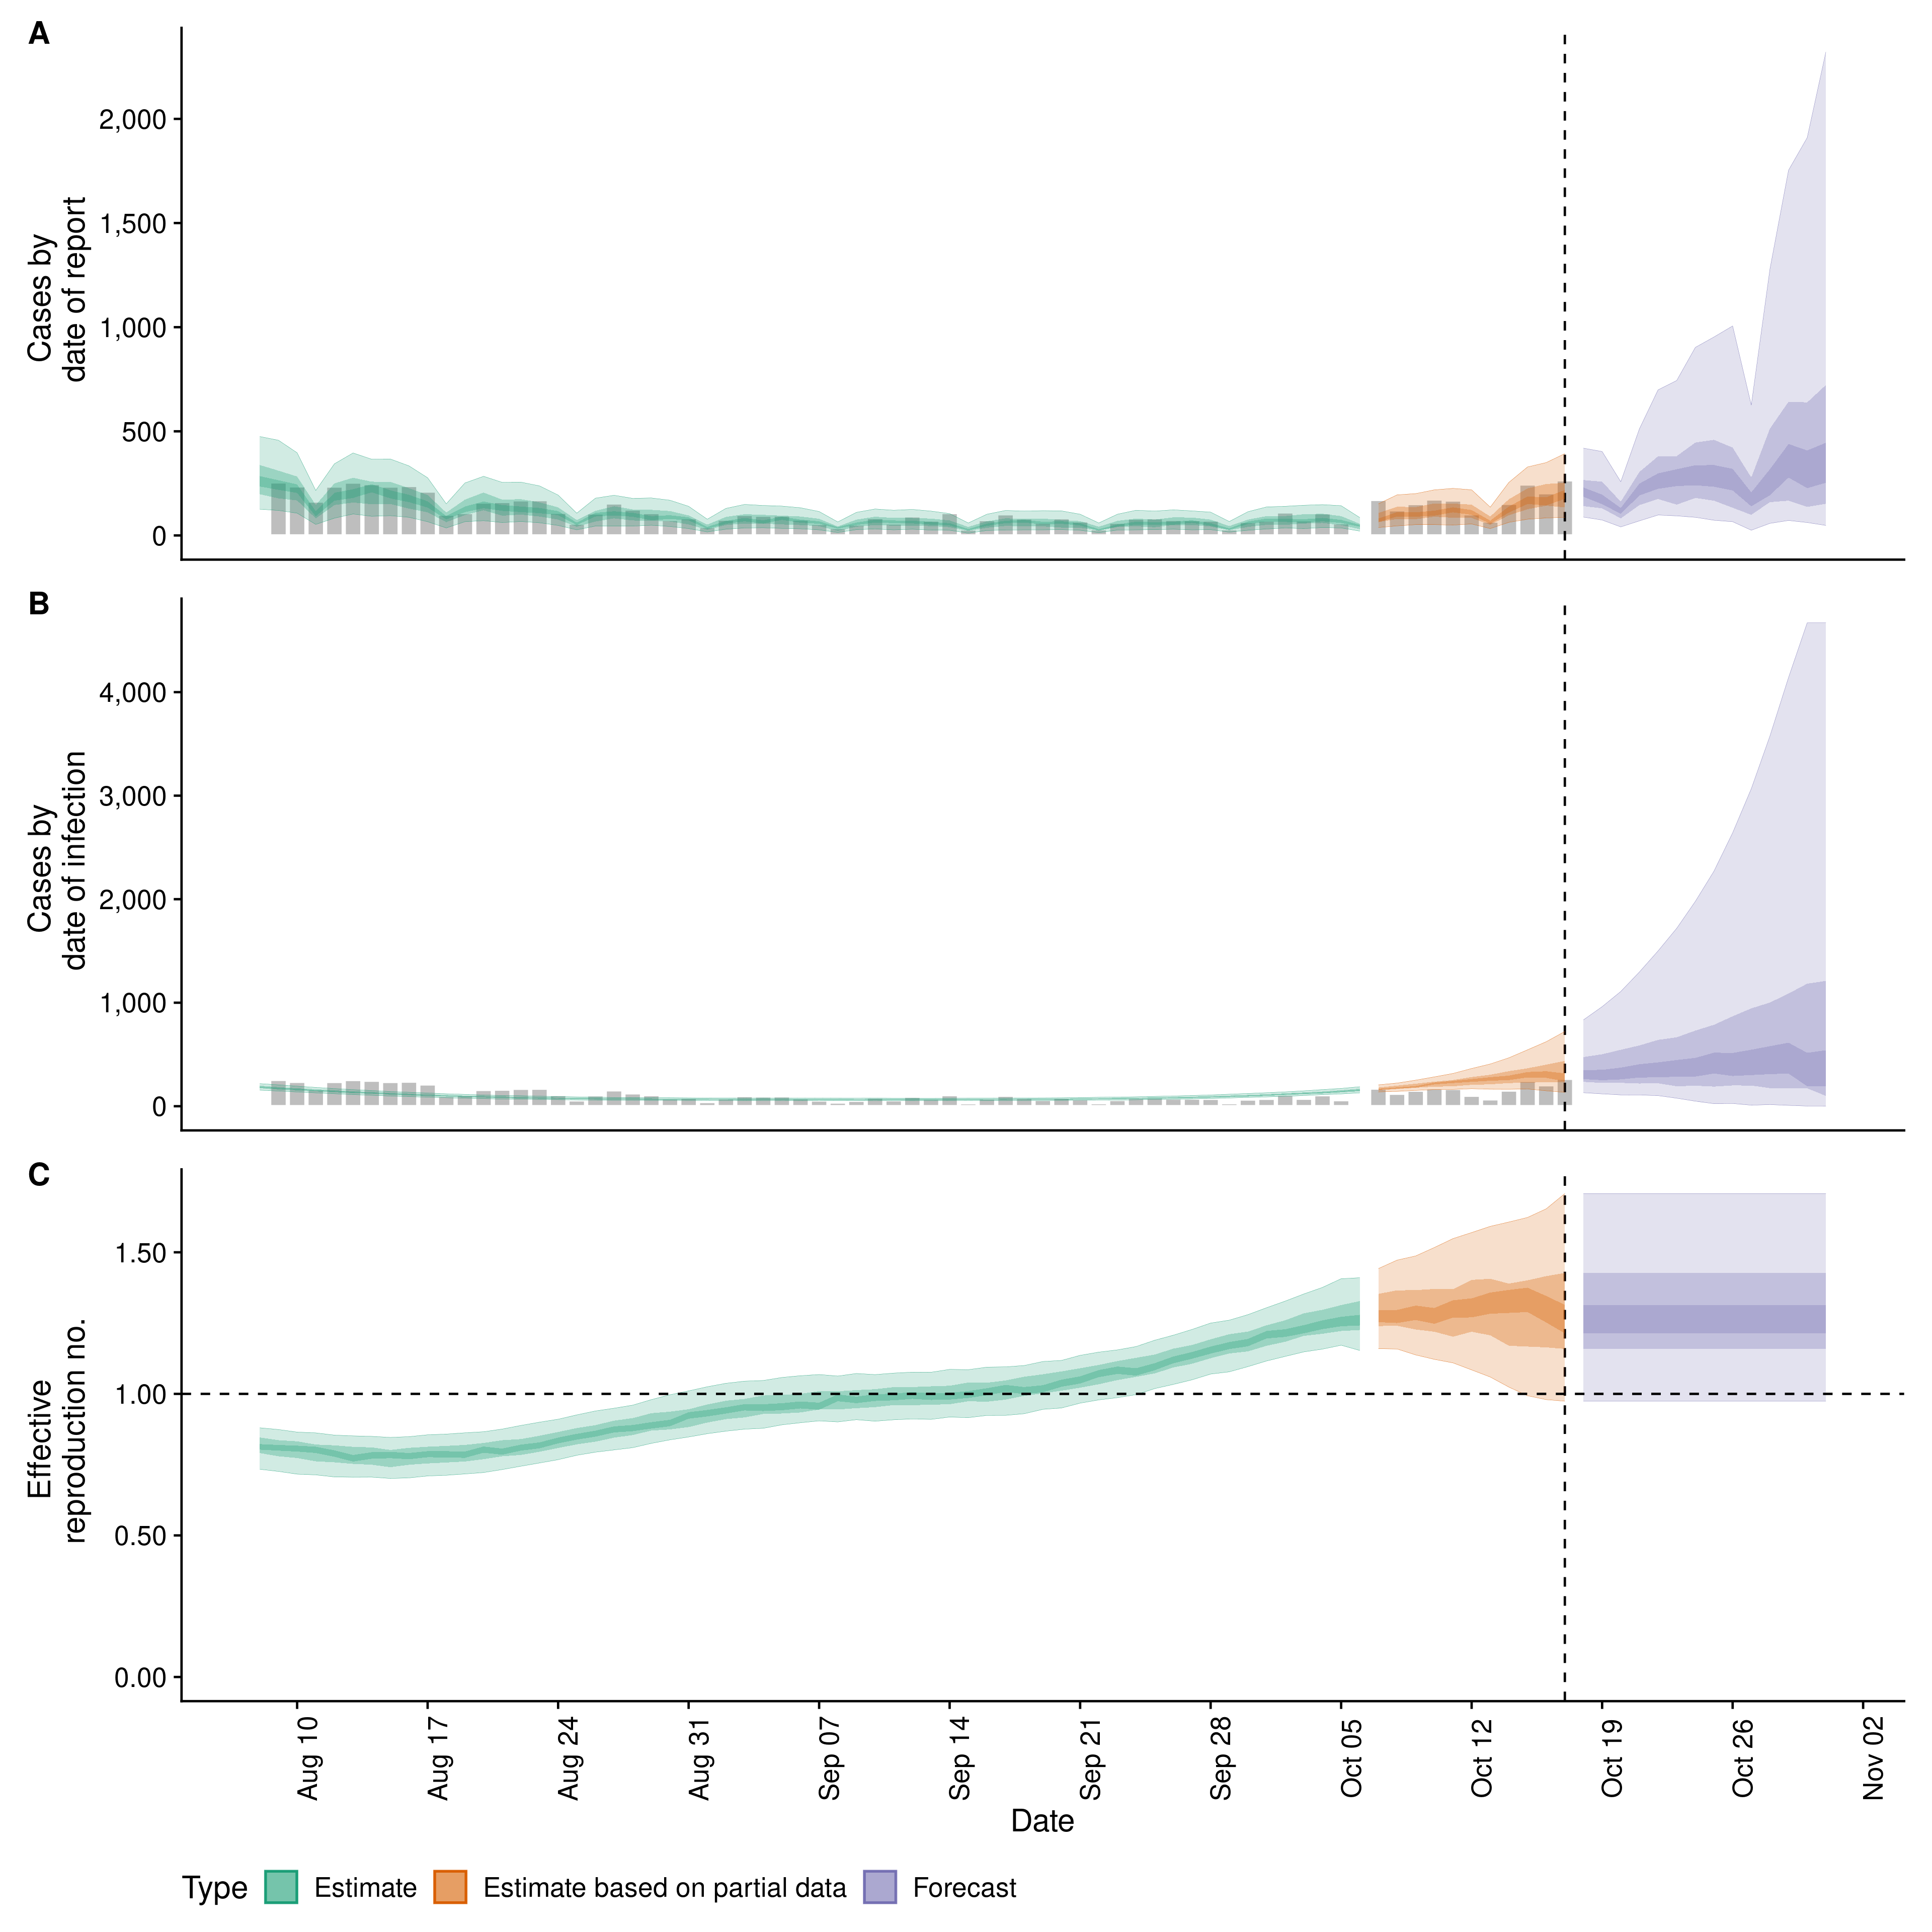 A
Cases by
date of report
2,000
1,500
1,000
500
0
B
Cases by
date of infection
4,000
3,000
2,000
1,000
0
C
Effective
reproduction no.
1.50
1.00
0.50
0.00
Aug 10
Aug 17
Aug 24
Aug 31
Sep 07
Sep 14
Sep 21
Sep 28
Oct 05
Oct 12
Oct 19
Oct 26
Nov 02
Date
Type Estimate Estimate based on partial data Forecast